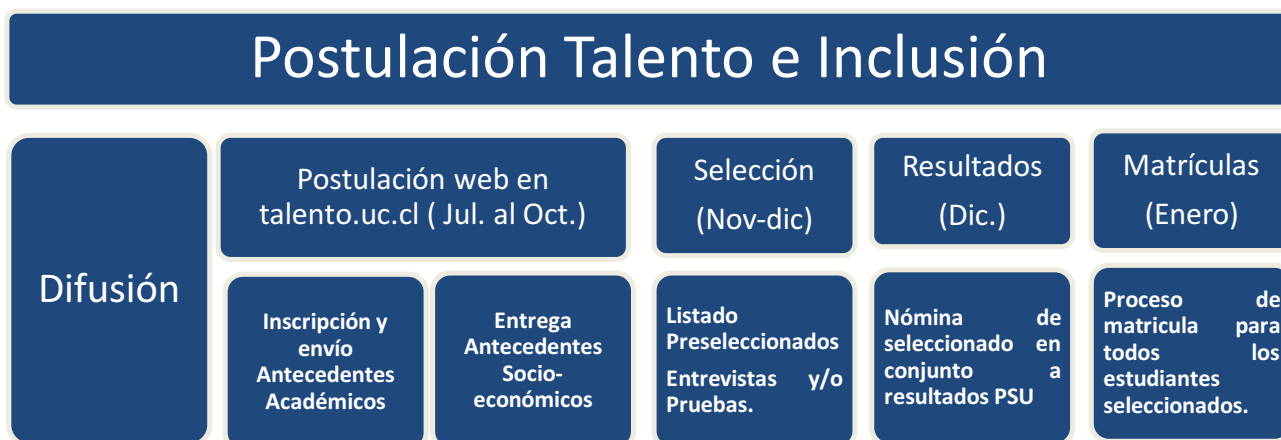 Postulación Talento e Inclusión
Difusión
Postulación web en
talento.uc.cl ( Jul. al Oct.)
Inscripción y
envío
Antecedentes
Académicos
Entrega
Antecedentes
Socio-
económicos
Selección
(Nov-dic)
Listado
Preseleccionados
Entrevistas y/o
Pruebas.
Resultados
(Dic.)
Nómina de
seleccionado en
conjunto a
resultados PSU
Matrículas
(Enero)
Proceso de
matricula para
todos los
estudiantes
seleccionados.